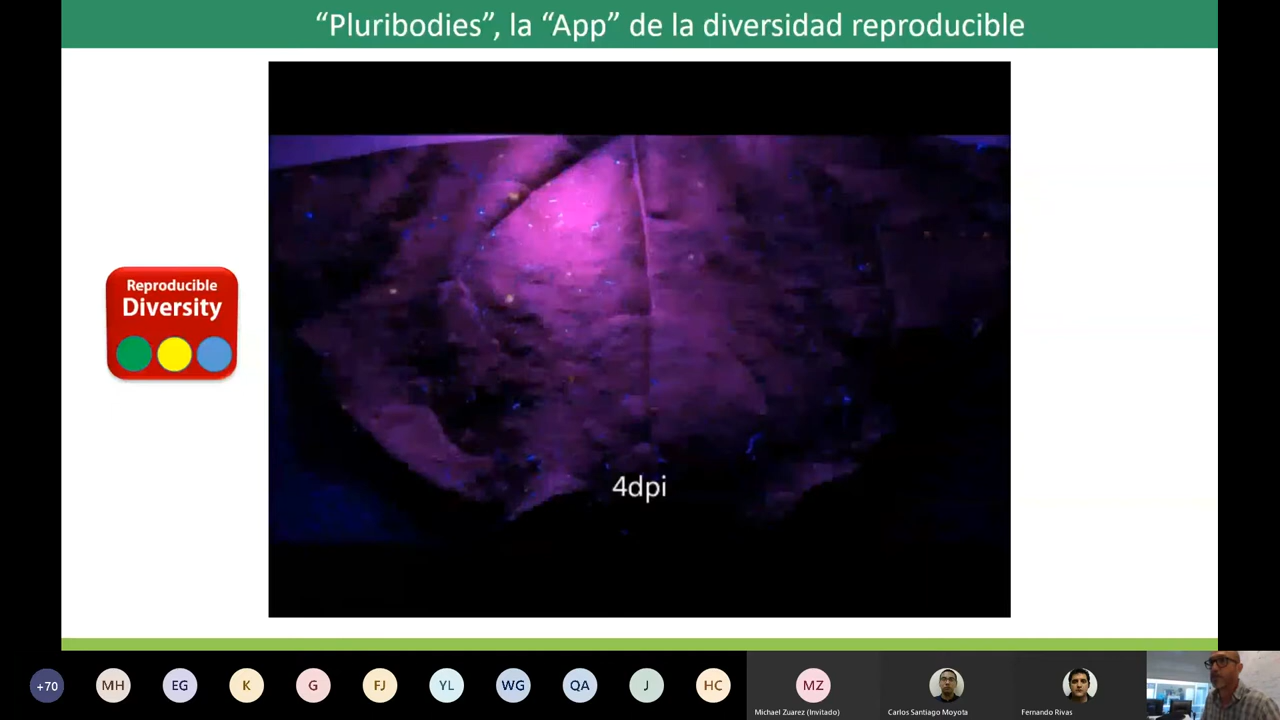 “Pluribodies”, la “App” de la diversidad reproducible
Reproducible
Diversity
4dpi
+70
MH
EG
K
G
FJ
YL
WG
QA
J
HC
MZ
Michael Zuarez (Invitado)
Carlos Santiago Moyota
Fernando Rivas